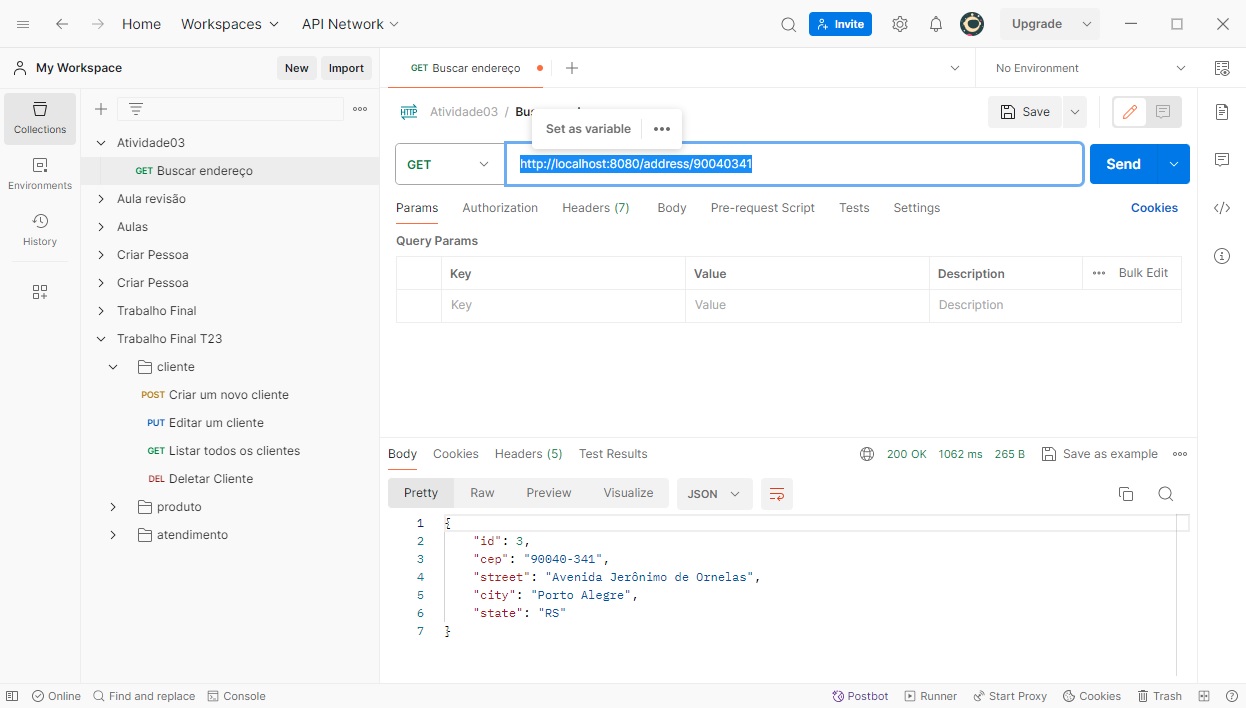 Home Workspaces API Network Invite Upgrade
My Workspace New Import GET Buscar endereço No Environment
Collections
Environments
History
Atividade03
GET Buscar endereço
Aula revisão
Aulas
Criar Pessoa
Criar Pessoa
Trabalho Final
Trabalho Final T23
cliente
POST Criar um novo cliente
PUT Editar um cliente
GET Listar todos os clientes
DEL Deletar Cliente
produto
atendimento
HTTP Atividade03 / Save
Set as variable
GET http://localhost:8080/address/90040341 Send
Params Authorization Headers (7) Body Pre-request Script Tests Settings Cookies
Query Params
Key Value Description Bulk Edit
Key Value Description
Body Cookies Headers (5) Test Results 200 OK 1062 ms 265 B Save as example
Pretty Raw Preview Visualize JSON
1 {
2 "id": 3,
3 "cep": "90040-341",
4 "street": "Avenida Jerônimo de Ornelas",
5 "city": "Porto Alegre",
6 "state": "RS"
7 }
Online Find and replace Console Postbot Runner Start Proxy Cookies Trash